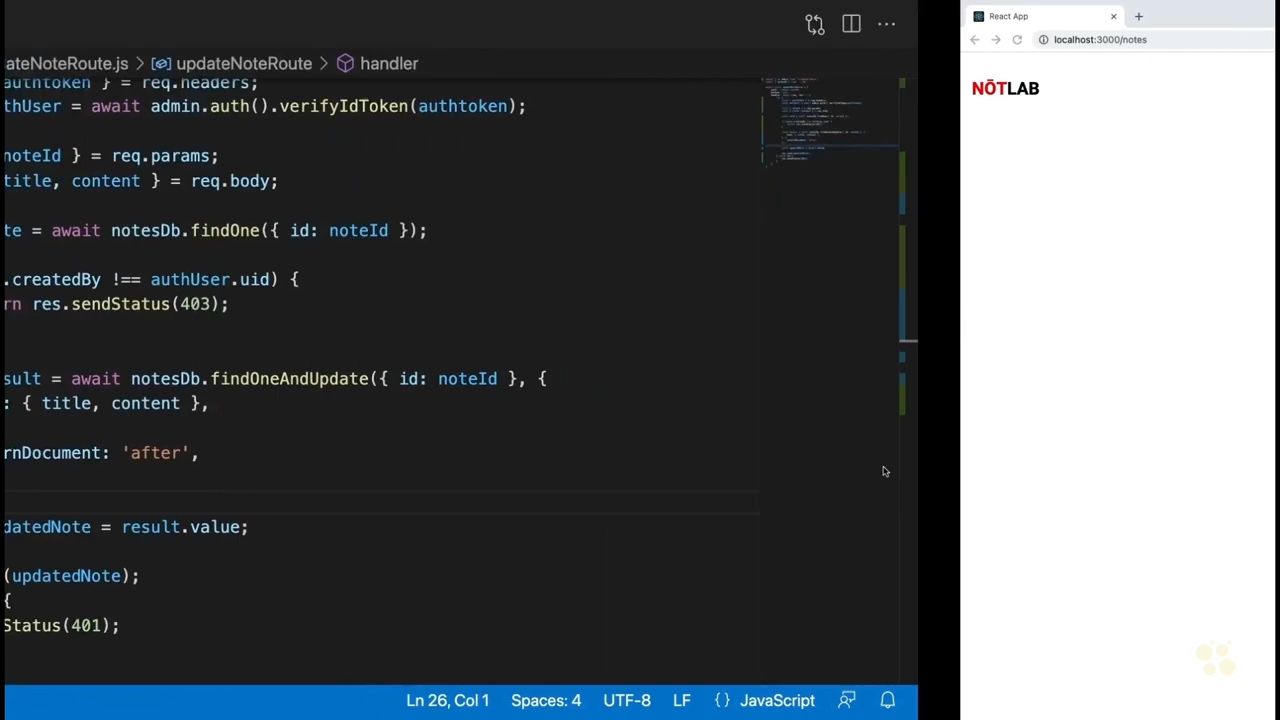 ateNoteRoute.js > updateNoteRoute > handler
authtoken } = req.headers;
thUser = await admin.auth().verifyIdToken(authtoken);
noteId } = req.params;
title, content } = req.body;
te = await notesDb.findOne({ id: noteId });
.createdBy !== authUser.uid) {
rn res.sendStatus(403);
sult = await notesDb.findOneAndUpdate({ id: noteId }, {
: { title, content },
rnDocument: 'after',
datedNote = result.value;
(updatedNote);
{
Status(401);
Ln 26, Col 1 Spaces: 4 UTF-8 LF {} JavaScript
React App
localhost:3000/notes
NŌTLAB